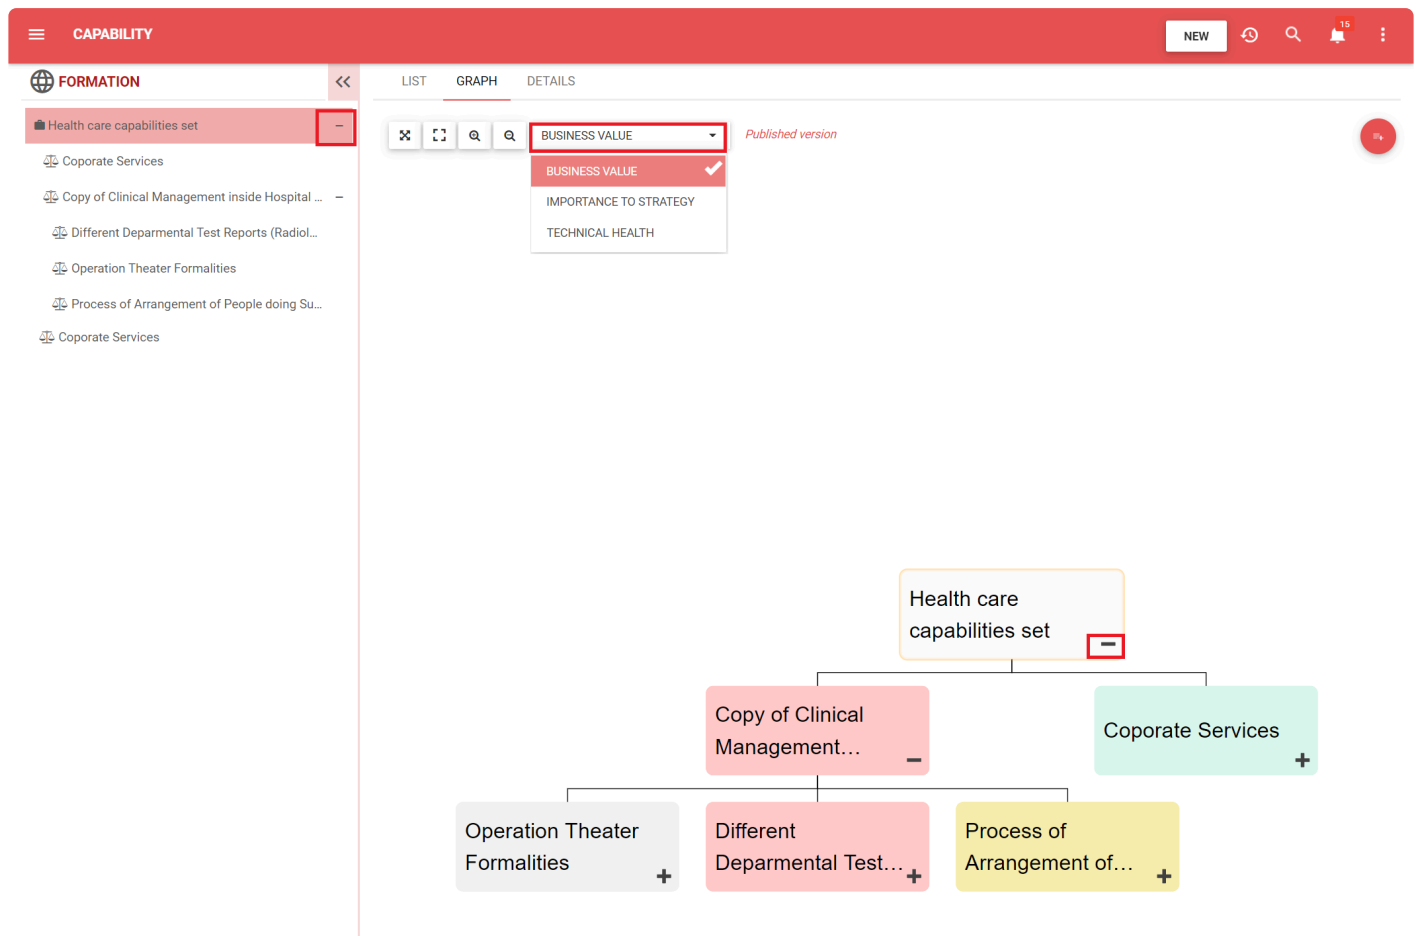 CAPABILITY
NEW
15
FORMATION
LIST GRAPH DETAILS
Health care capabilities set
Coporate Services
Copy of Clinical Management inside Hospital ...
Different Deparmental Test Reports (Radiol...
Operation Theater Formalities
Process of Arrangement of People doing Su...
Coporate Services
BUSINESS VALUE
Published version
BUSINESS VALUE
IMPORTANCE TO STRATEGY
TECHNICAL HEALTH
Health care
capabilities set
Copy of Clinical
Management...
Coporate Services
Operation Theater
Formalities
Different
Deparmental Test...
Process of
Arrangement of...